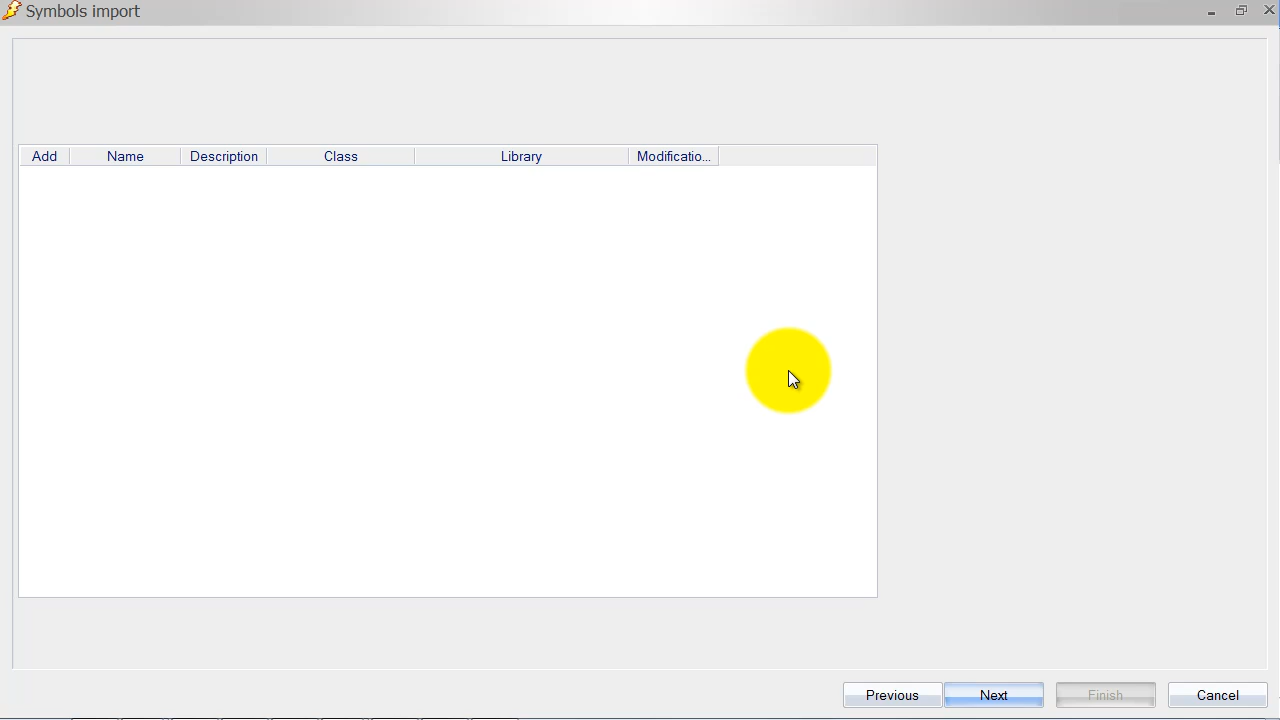 Symbols import
Add Name Description Class Library Modificatio...
Previous Next Finish Cancel